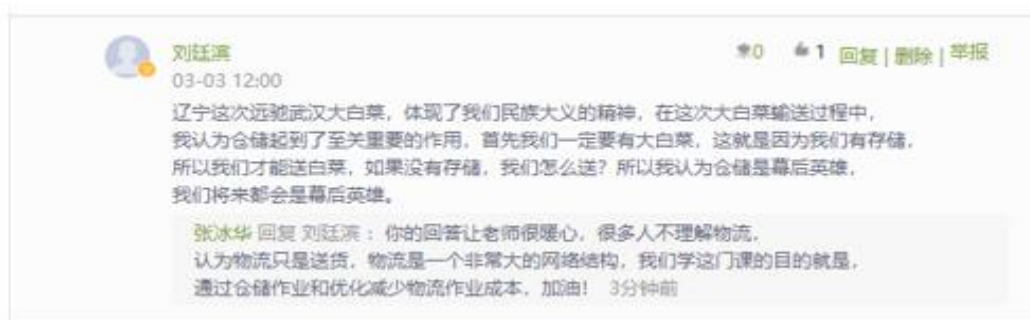 刘廷滨
0 1 回复 | 删除 | 举报
03-03 12:00
辽宁这次远驰武汉大白菜，体现了我们民族大义的精神，在这次大白菜输送过程中，
我认为仓储起到了至关重要的作用，首先我们一定要有大白菜，这就是因为我们有存储，
所以我们才能送白菜，如果没有存储，我们怎么送？所以我认为仓储是幕后英雄，
我们将来都会是幕后英雄。
张冰华 回复 刘廷滨：你的回答让老师很暖心，很多人不理解物流，
认为物流只是送货，物流是一个非常大的网络结构，我们学这门课的目的就是，
通过仓储作业和优化减少物流作业成本，加油！ 3分钟前